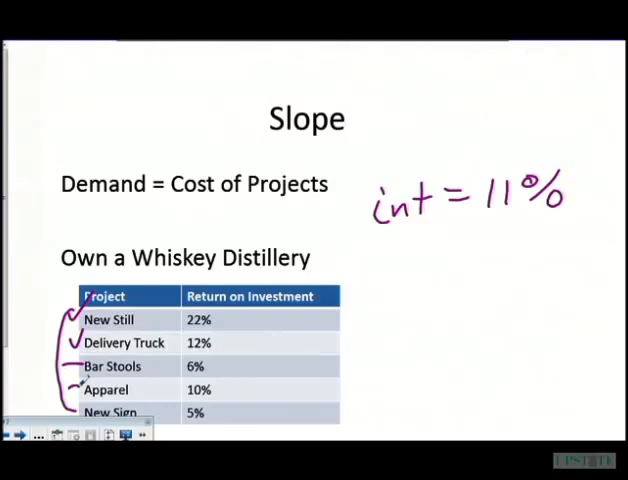 Slope
Demand = Cost of Projects
int = 11%
Own a Whiskey Distillery
Project Return on Investment
New Still 22%
Delivery Truck 12%
Bar Stools 6%
Apparel 10%
New Sign 5%
UPSTATE